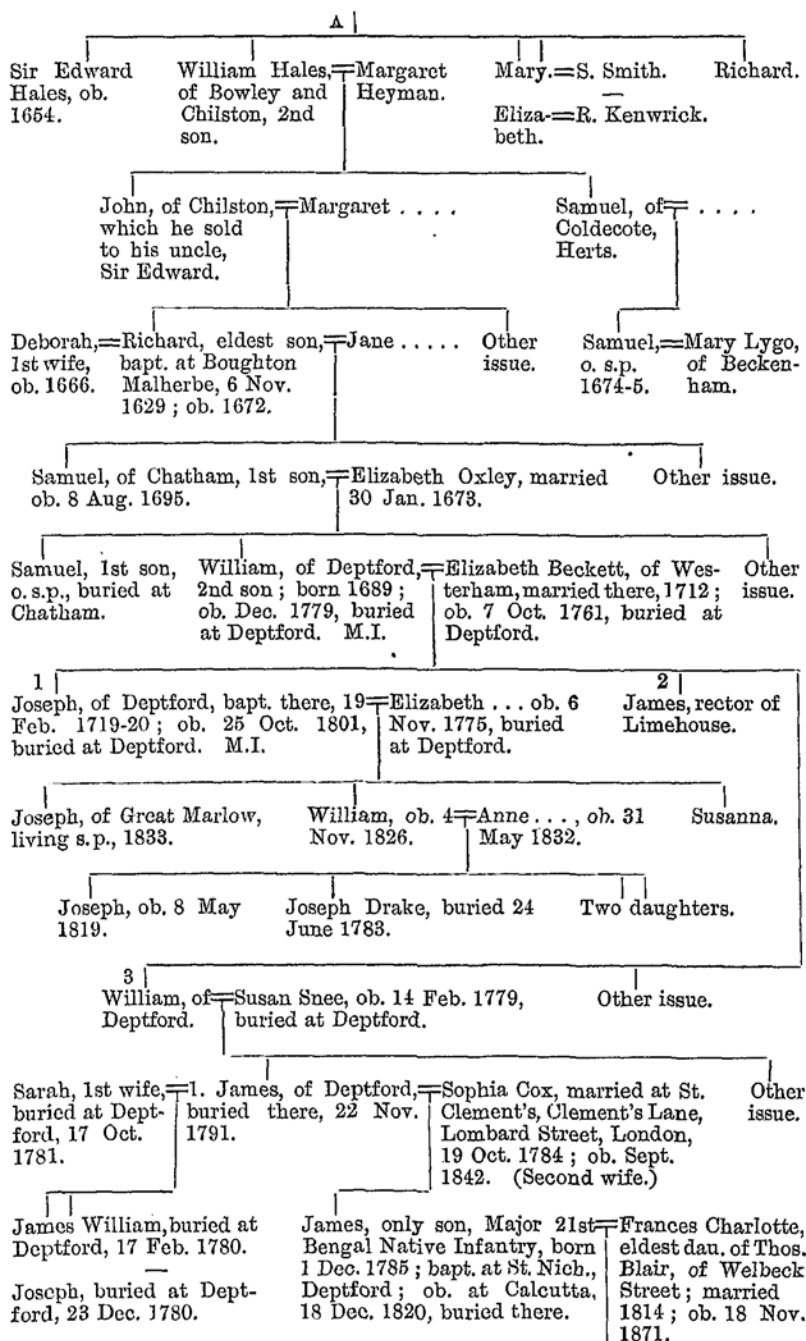 A
Sir Edward
Hales, ob.
1654.
William Hales,
of Bowley and
Chilston, 2nd
son.
Margaret
Heyman.
Mary.=S. Smith.
—
Eliza-=R. Kenwrick.
beth.
Richard.
John, of Chilston,
which he sold
to his uncle,
Sir Edward.
Margaret . . . .
Samuel, of
Coldecote,
Herts.
. . . .
Deborah,=
1st wife,
ob. 1666.
Richard, eldest son,
bapt. at Boughton
Malherbe, 6 Nov.
1629 ; ob. 1672.
Jane . . . . .
Other
issue.
Samuel,=
o. s.p.
1674-5.
Mary Lygo,
of Becken-
ham.
Samuel, of Chatham, 1st son,
ob. 8 Aug. 1695.
Elizabeth Oxley, married
30 Jan. 1673.
Other issue.
Samuel, 1st son,
o. s.p., buried at
Chatham.
William, of Deptford,
2nd son ; born 1689 ;
ob. Dec. 1779, buried
at Deptford. M.I.
Elizabeth Beckett, of Wes-
terham, married there, 1712 ;
ob. 7 Oct. 1761, buried at
Deptford.
Other
issue.
1
Joseph, of Deptford, bapt. there, 19
Feb. 1719-20 ; ob. 25 Oct. 1801,
buried at Deptford. M.I.
Elizabeth . . . ob. 6
Nov. 1775, buried
at Deptford.
2
James, rector of
Limehouse.
Joseph, of Great Marlow,
living s.p., 1833.
William, ob. 4
Nov. 1826.
Anne . . . , ob. 31
May 1832.
Susanna.
Joseph, ob. 8 May
1819.
Joseph Drake, buried 24
June 1783.
Two daughters.
3
William, of
Deptford.
Susan Snee, ob. 14 Feb. 1779,
buried at Deptford.
Other issue.
Sarah, 1st wife,
buried at Dept-
ford, 17 Oct.
1781.
1. James, of Deptford,
buried there, 22 Nov.
1791.
Sophia Cox, married at St.
Clement's, Clement's Lane,
Lombard Street, London,
19 Oct. 1784 ; ob. Sept.
1842. (Second wife.)
Other
issue.
James William, buried at
Deptford, 17 Feb. 1780.
—
Joseph, buried at Dept-
ford, 23 Dec. 1780.
James, only son, Major 21st
Bengal Native Infantry, born
1 Dec. 1785 ; bapt. at St. Nich.,
Deptford ; ob. at Calcutta,
18 Dec. 1820, buried there.
Frances Charlotte,
eldest dau. of Thos.
Blair, of Welbeck
Street ; married
1814 ; ob. 18 Nov.
1871.